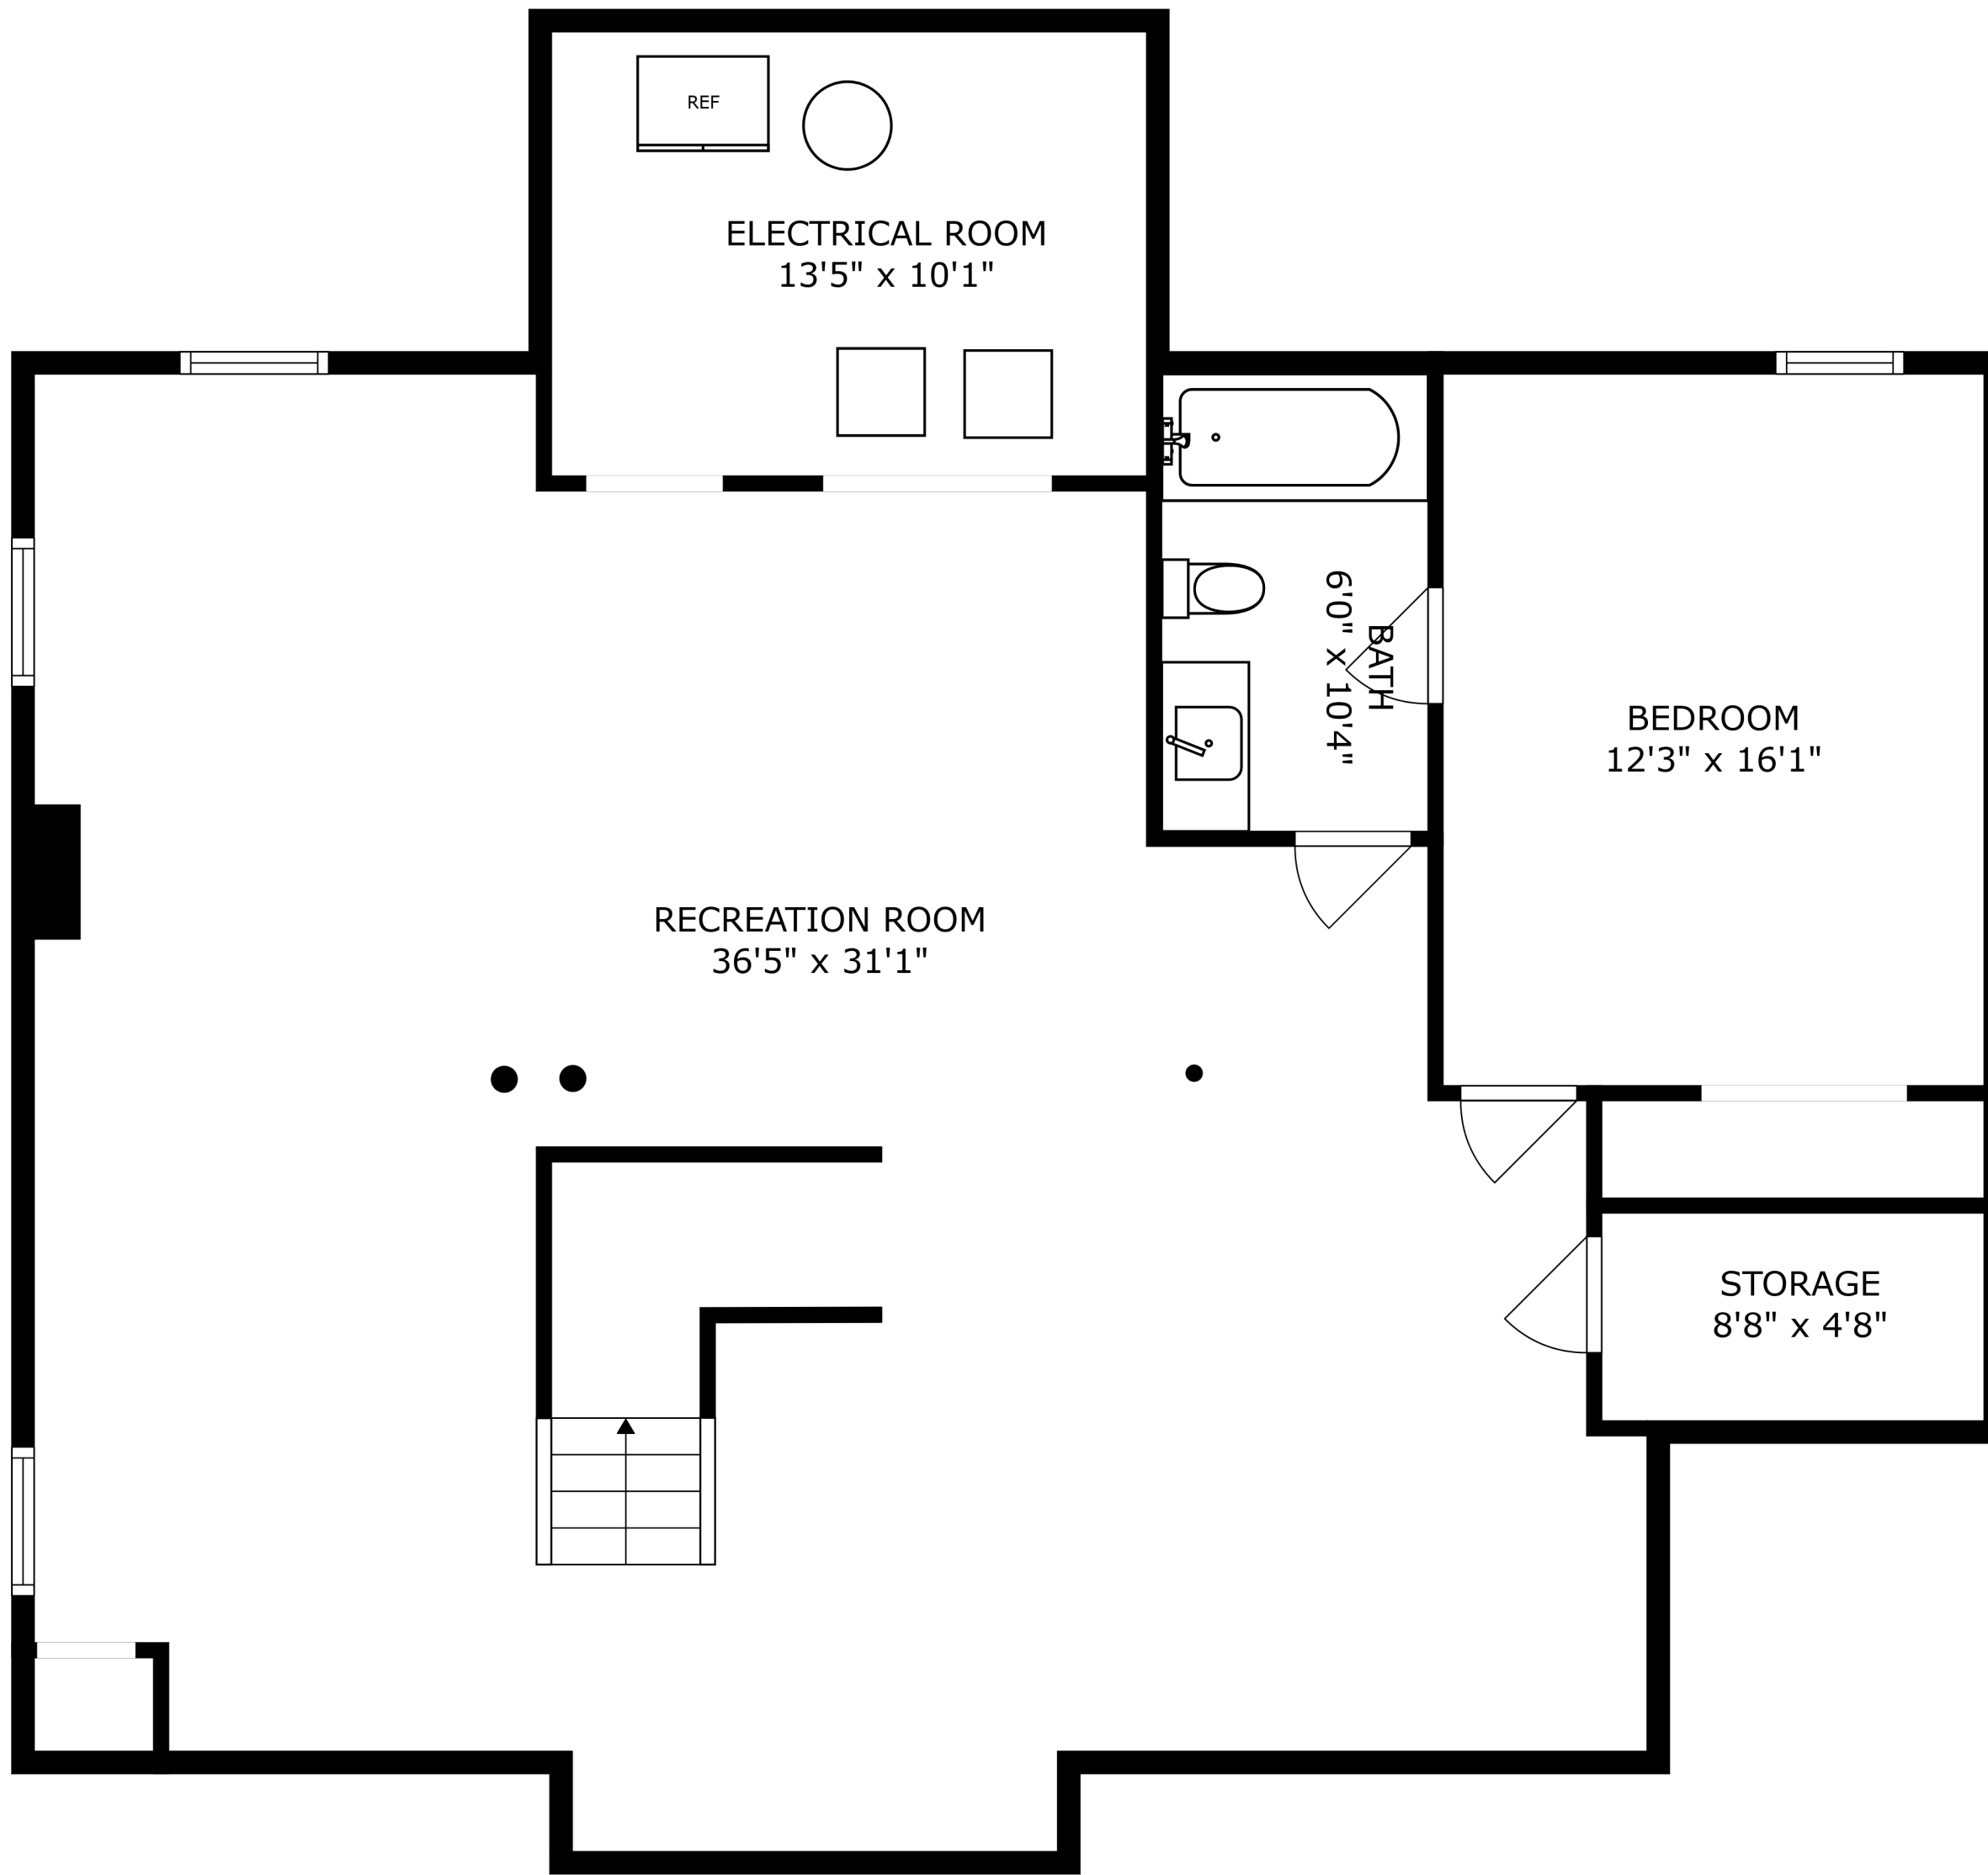 REF
ELECTRICAL ROOM
13'5" x 10'1"
BATH
6'0" x 10'4"
BEDROOM
12'3" x 16'1"
RECREATION ROOM
36'5" x 31'1"
STORAGE
8'8" x 4'8"